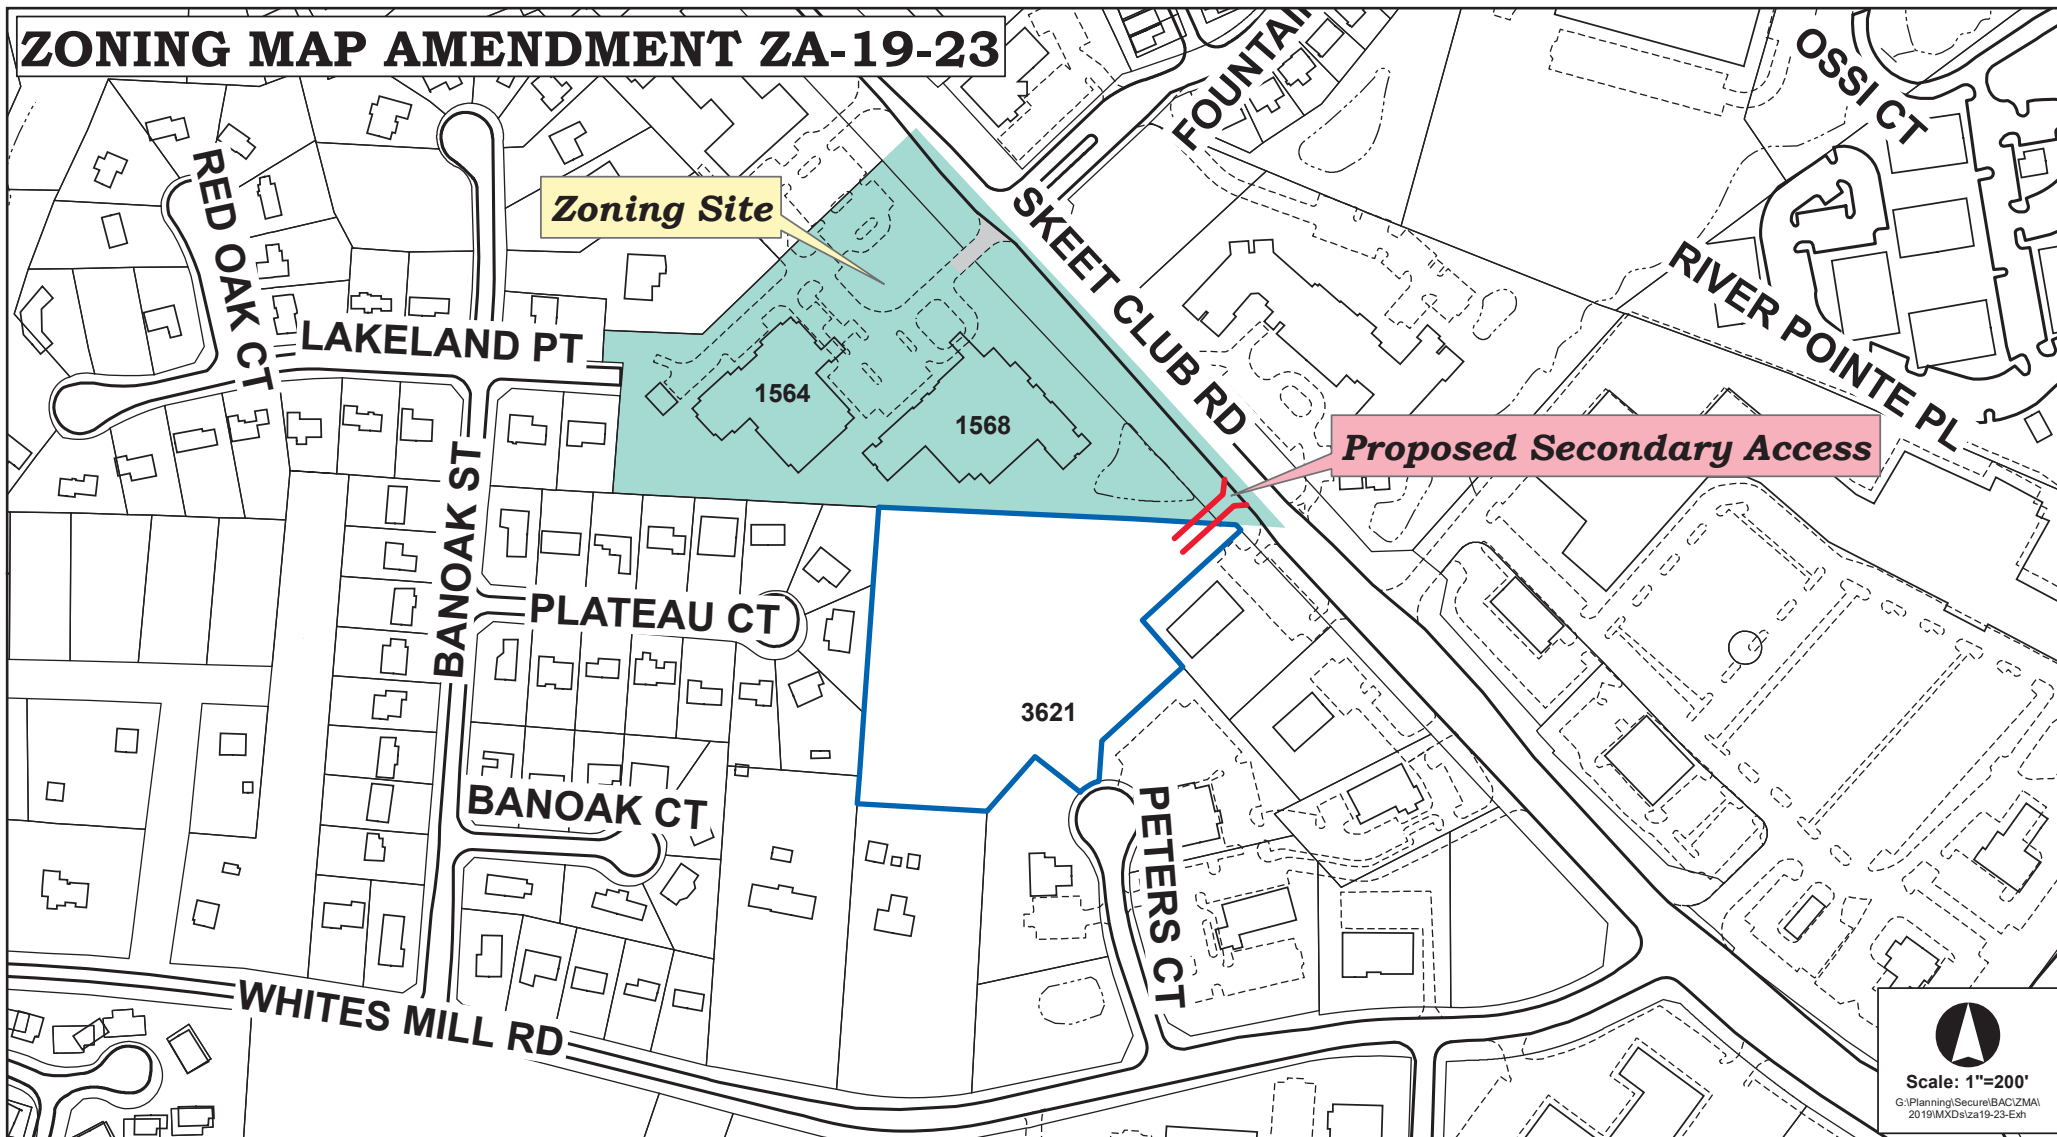 ZONING MAP AMENDMENT ZA-19-23
FOUNTAIN
OSSI CT
RED OAK CT
Zoning Site
SKEET CLUB RD
RIVER POINTE PL
LAKELAND PT
1564
1568
Proposed Secondary Access
BANOAK ST
PLATEAU CT
3621
BANOAK CT
PETERS CT
WHITES MILL RD
Scale: 1"=200'
G:\Planning\Secure\BAC\ZMA\
2019\MXDs\za19-23-Exh